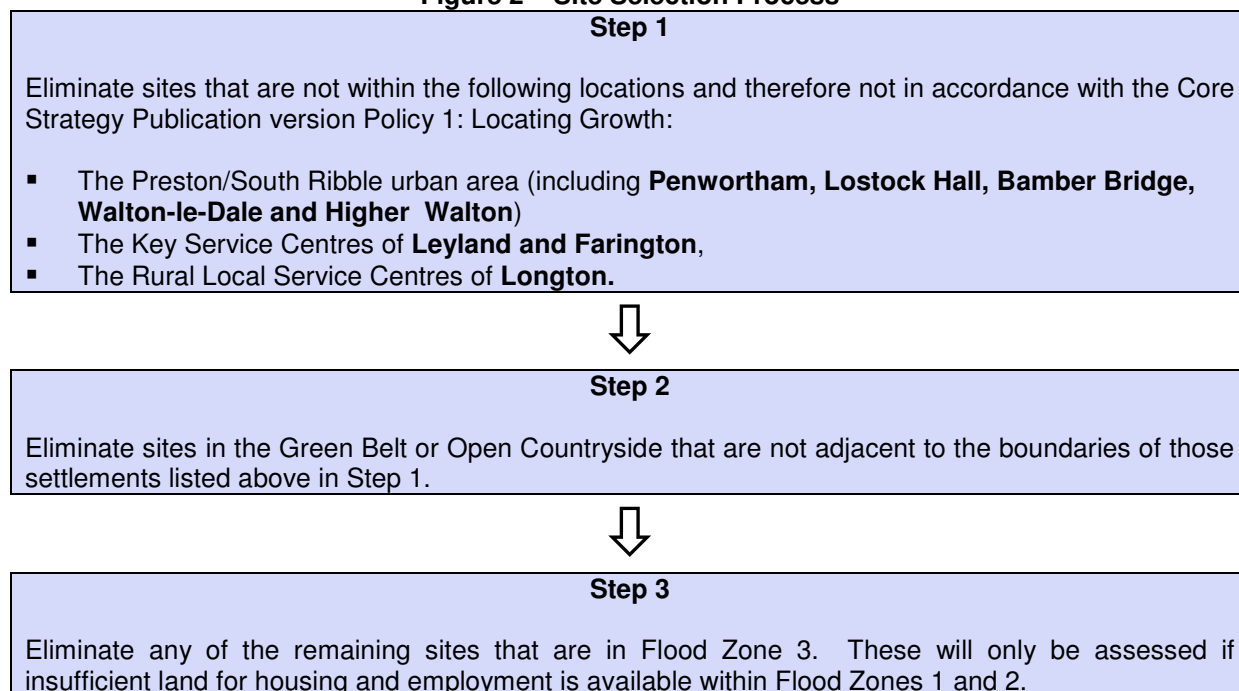 Figure 2 – Site Selection Process
Step 1
Eliminate sites that are not within the following locations and therefore not in accordance with the Core
Strategy Publication version Policy 1: Locating Growth:
▪ The Preston/South Ribble urban area (including Penwortham, Lostock Hall, Bamber Bridge,
Walton-le-Dale and Higher Walton)
▪ The Key Service Centres of Leyland and Farington,
▪ The Rural Local Service Centres of Longton.
Step 2
Eliminate sites in the Green Belt or Open Countryside that are not adjacent to the boundaries of those
settlements listed above in Step 1.
Step 3
Eliminate any of the remaining sites that are in Flood Zone 3. These will only be assessed if
insufficient land for housing and employment is available within Flood Zones 1 and 2.